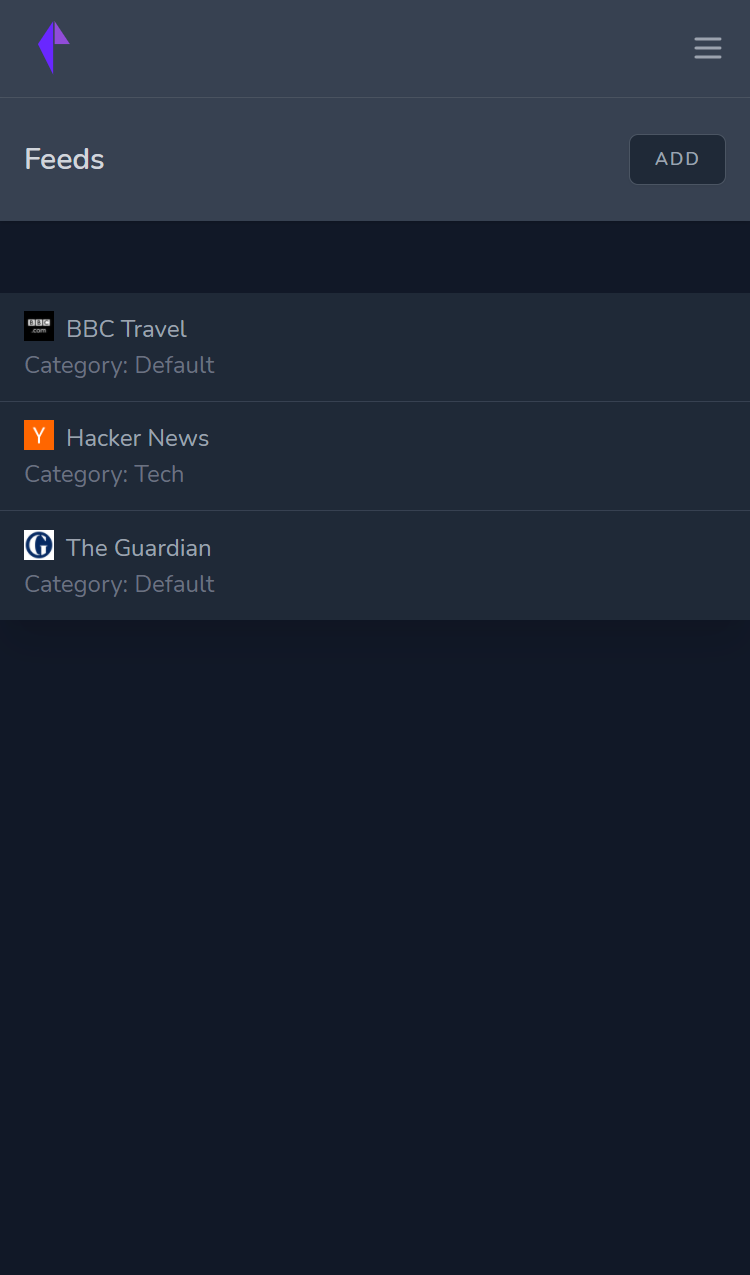 Feeds
ADD
BBC .com
BBC Travel
Category: Default
Y
Hacker News
Category: Tech
G
The Guardian
Category: Default